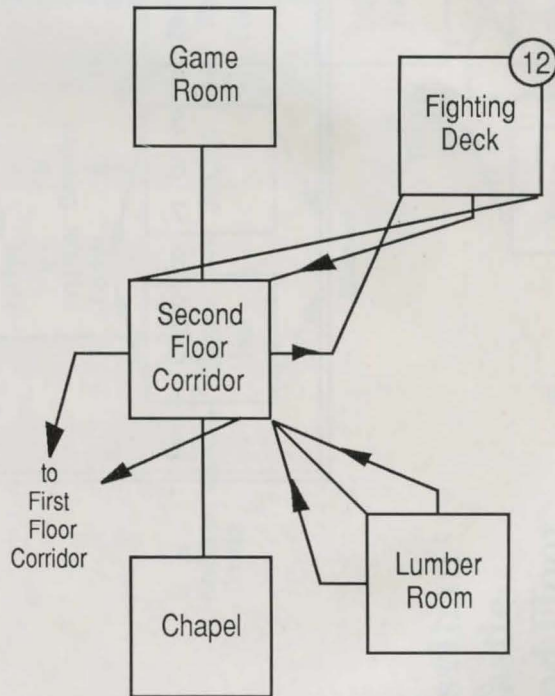 Game
Room
12
Fighting
Deck
Second
Floor
Corridor
to
First
Floor
Corridor
Lumber
Room
Chapel